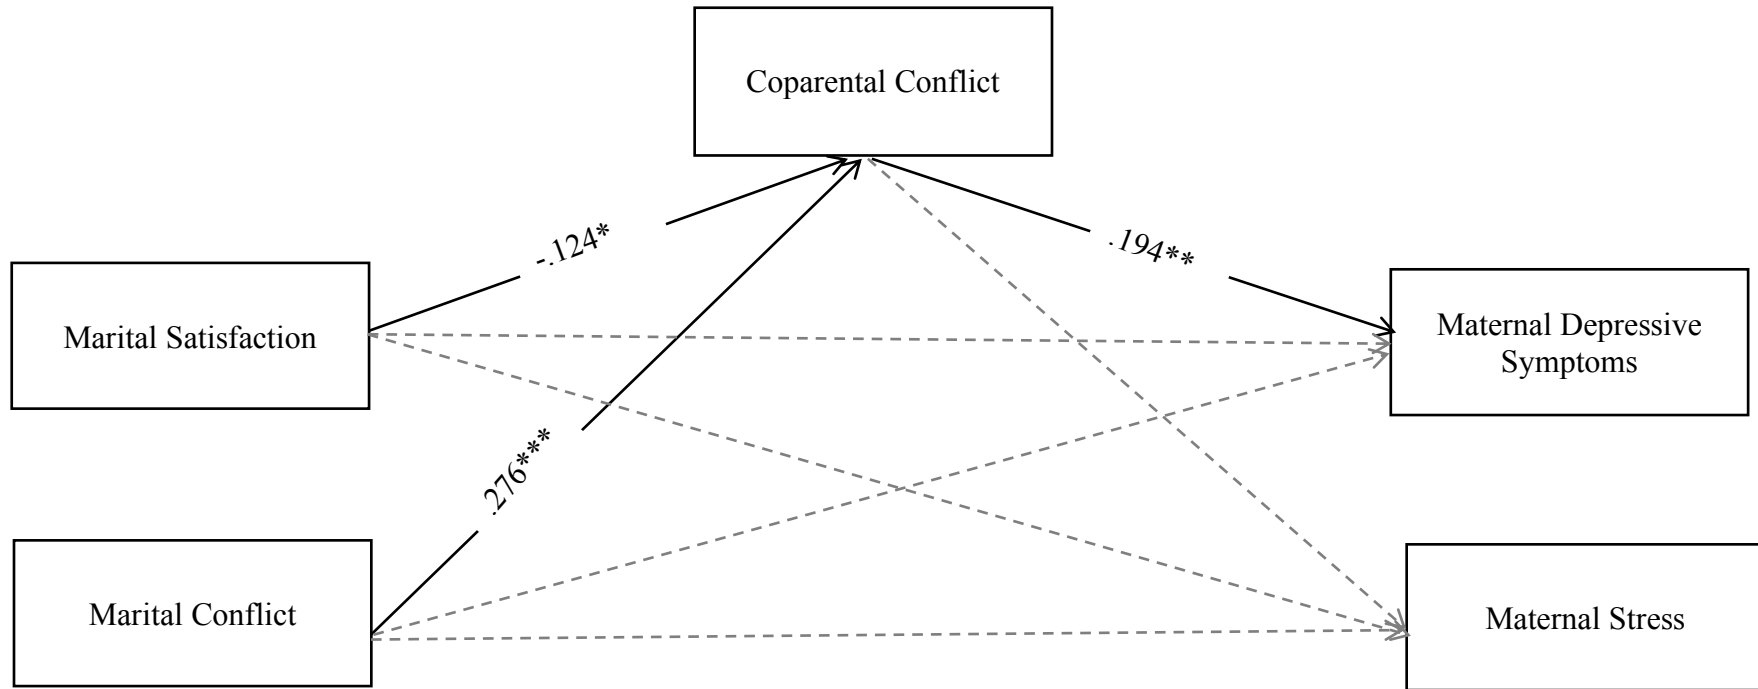 Coparental Conflict
-.124*
.194**
Marital Satisfaction
Maternal Depressive
Symptoms
.276***
Marital Conflict
Maternal Stress